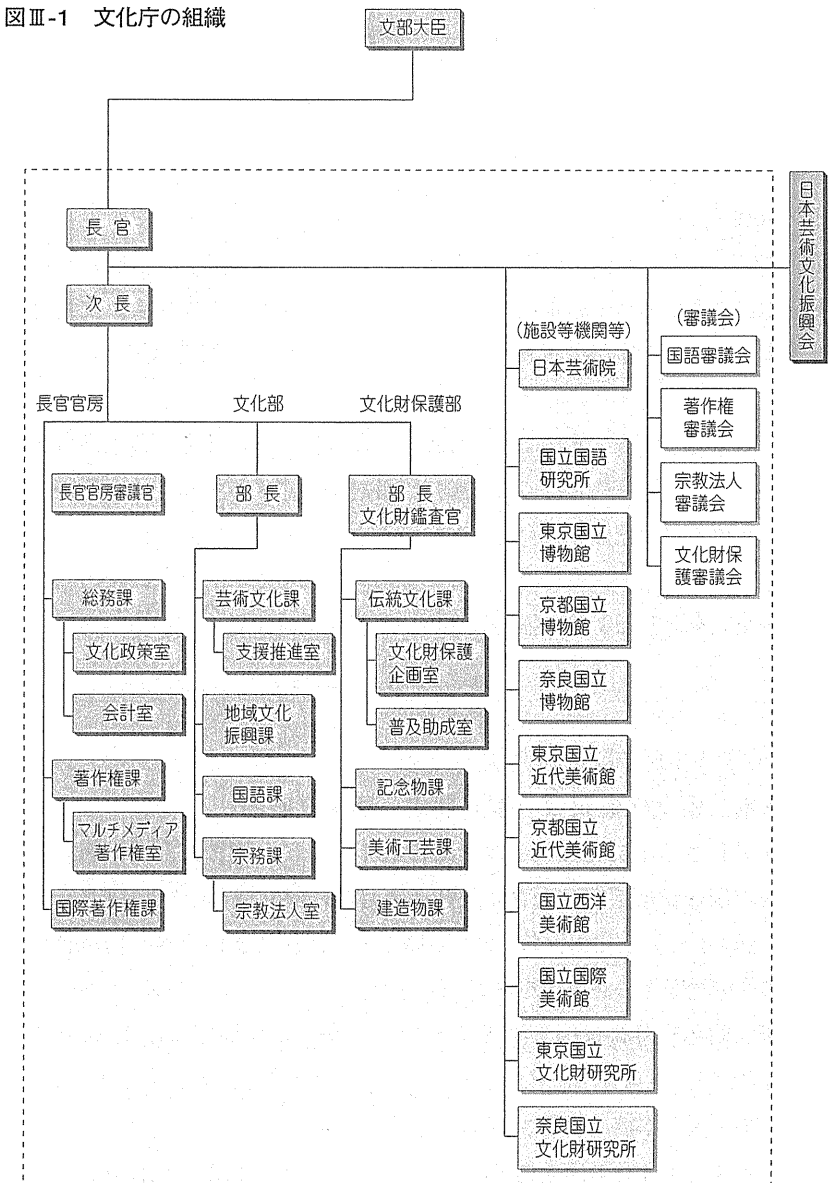 図Ⅲ-1 文化庁の組織
文部大臣
日本芸術文化振興会
長官
次長
長官官房
長官官房審議官
総務課
文化政策室
会計室
著作権課
マルチメディア
著作権室
国際著作権課
文化部
部長
芸術文化課
支援推進室
地域文化
振興課
国語課
宗務課
宗教法人室
文化財保護部
部長
文化財鑑査官
伝統文化課
文化財保護
企画室
普及助成室
記念物課
美術工芸課
建造物課
(施設等機関等)
日本芸術院
国立国語
研究所
東京国立
博物館
京都国立
博物館
奈良国立
博物館
東京国立
近代美術館
京都国立
近代美術館
国立西洋
美術館
国立国際
美術館
東京国立
文化財研究所
奈良国立
文化財研究所
(審議会)
国語審議会
著作権
審議会
宗教法人
審議会
文化財保
護審議会